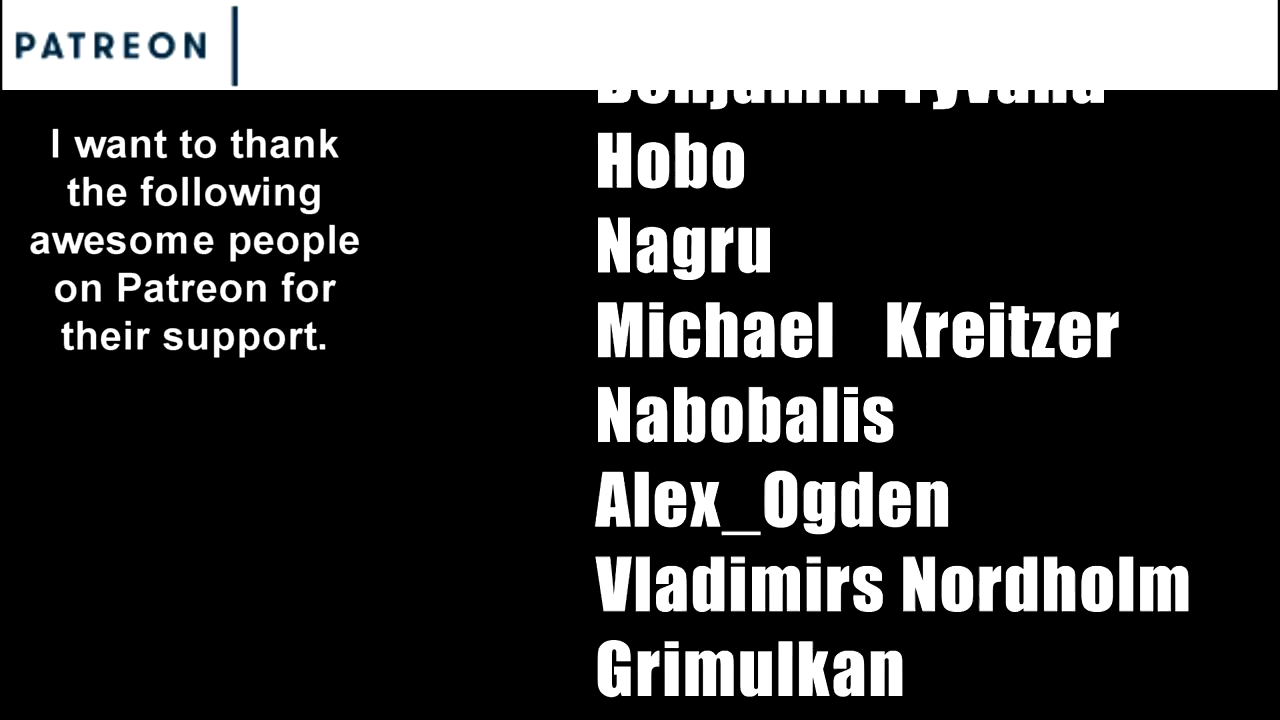 PATREON
I want to thank
the following
awesome people
on Patreon for
their support.
Benjamin
Hobo
Nagru
Michael Kreitzer
Nabobalis
Alex_Ogden
Vladimirs Nordholm
Grimulkan